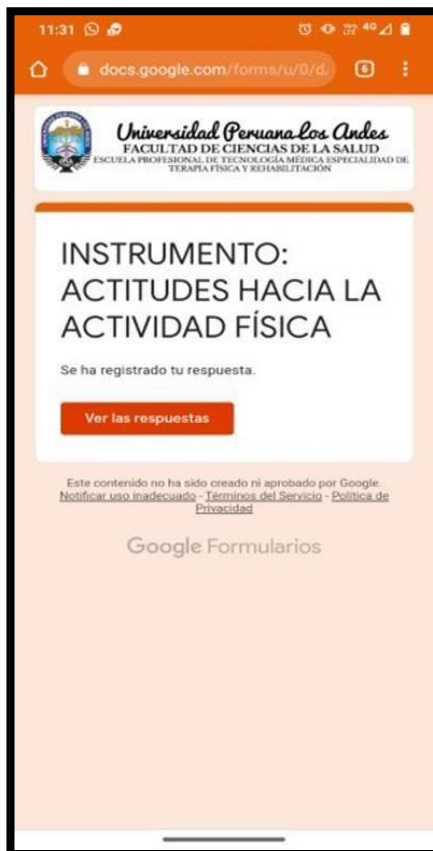 11:31
4G
docs.google.com/forms/u/0/d/
6
Universidad Peruana Los Andes
FACULTAD DE CIENCIAS DE LA SALUD
ESCUELA PROFESIONAL DE TECNOLOGÍA MÉDICA ESPECIALIDAD DE
TERAPIA FÍSICA Y REHABILITACIÓN
INSTRUMENTO:
ACTITUDES HACIA LA
ACTIVIDAD FÍSICA
Se ha registrado tu respuesta.
Ver las respuestas
Este contenido no ha sido creado ni aprobado por Google.
Notificar uso inadecuado - Términos del Servicio - Política de
Privacidad
Google Formularios